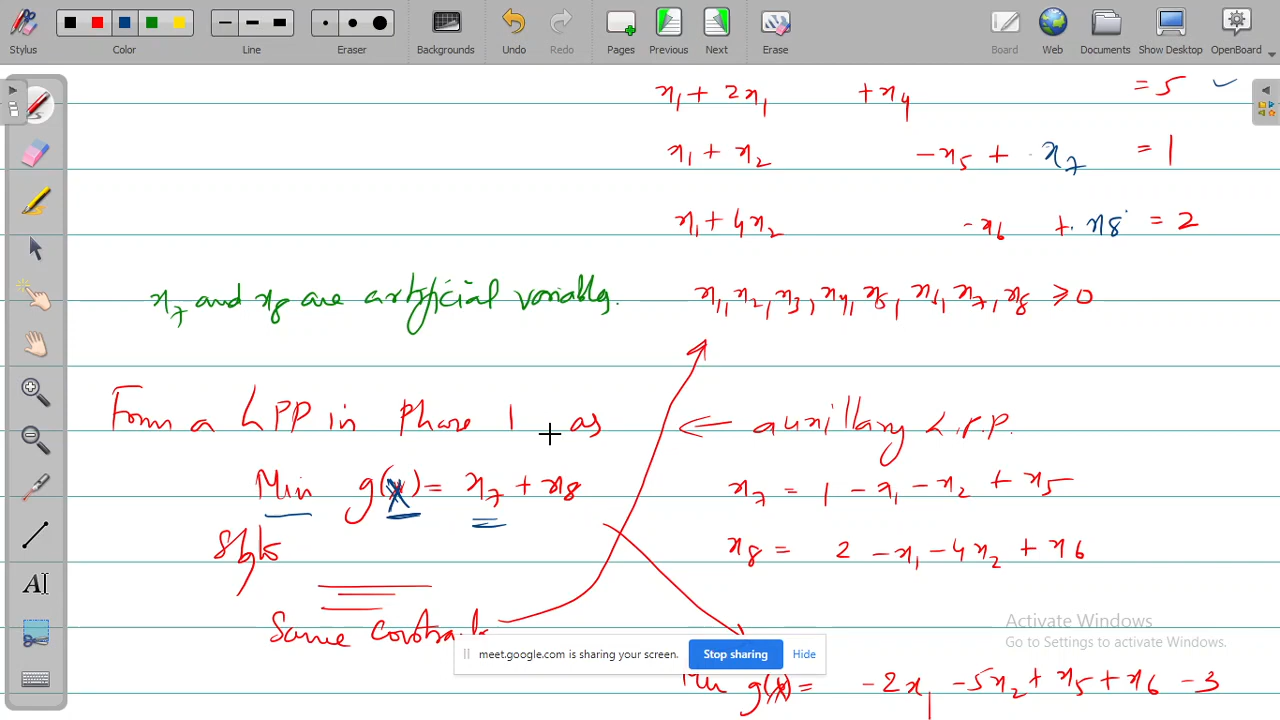 Stylus Color Line Eraser Backgrounds Undo Redo Pages Previous Next Erase Board Web Documents Show Desktop OpenBoard
x₁ + 2x₁ + x₄ = 5
x₁ + x₂ - x₅ + x₇ = 1
x₁ + 4x₂ - x₆ + x₈ = 2
x₇ and x₈ are artificial variables.
x₁, x₂, x₃, x₄, x₅, x₆, x₇, x₈ ≥ 0
Form a LPP in Phase 1 as ← auxillary L.P.P.
Min g(X) = x₇ + x₈
x₇ = 1 - x₁ - x₂ + x₅
x₈ = 2 - x₁ - 4x₂ + x₆
Same
Activate Windows
Go to Settings to activate Windows.
meet.google.com is sharing your screen. Stop sharing Hide
Min g(X) = -2x₁ - 5x₂ + x₅ + x₆ - 3